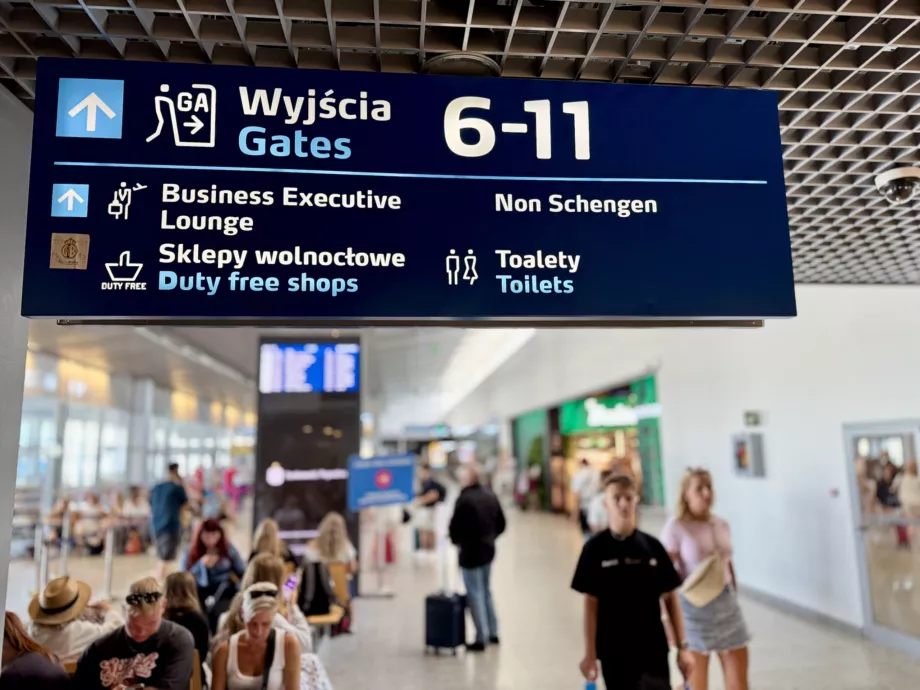 GA
Wyjścia
Gates
6-11
Business Executive
Lounge
Non Schengen
Sklepy wolnocłowe
Duty free shops
DUTY FREE
Toalety
Toilets